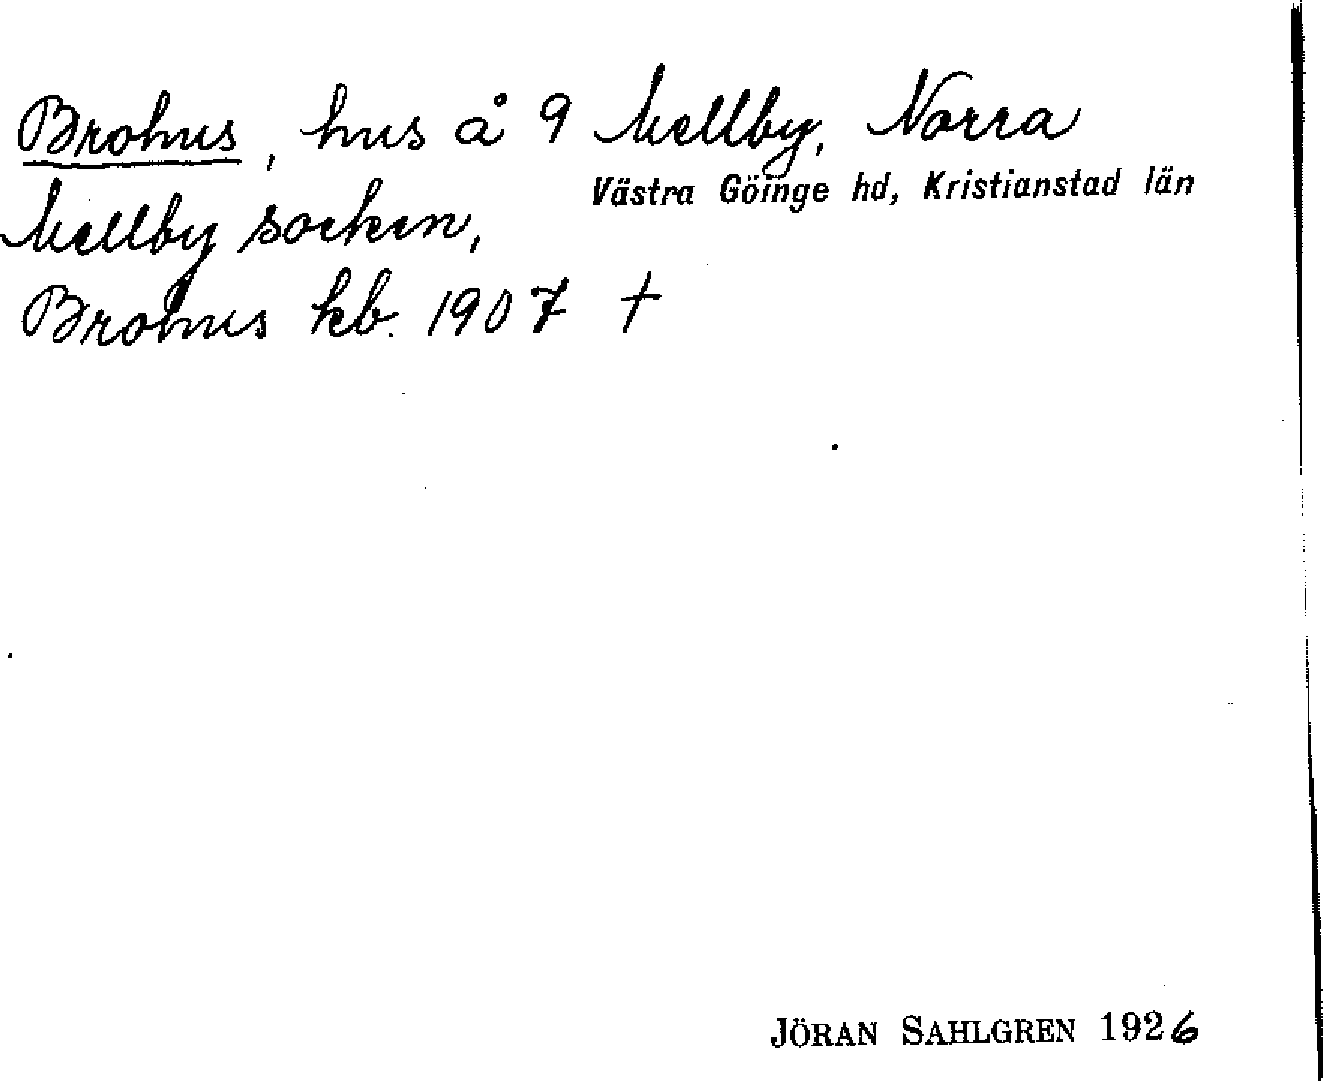 Brohus, hus å 9 Mellby, Norra
Västra Göinge hd, Kristianstad län
Mellby socken,
Brohus kb. 1907 †
JÖRAN SAHLGREN 1926